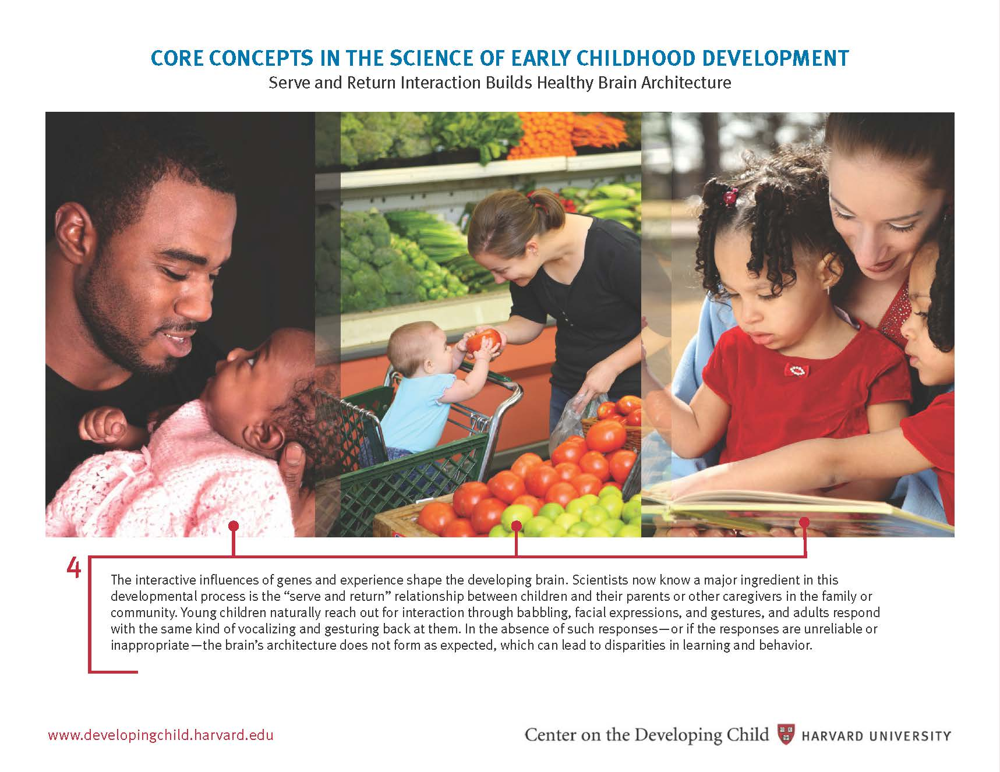 CORE CONCEPTS IN THE SCIENCE OF EARLY CHILDHOOD DEVELOPMENT
Serve and Return Interaction Builds Healthy Brain Architecture
4
The interactive influences of genes and experience shape the developing brain. Scientists now know a major ingredient in this
developmental process is the “serve and return” relationship between children and their parents or other caregivers in the family or
community. Young children naturally reach out for interaction through babbling, facial expressions, and gestures, and adults respond
with the same kind of vocalizing and gesturing back at them. In the absence of such responses—or if the responses are unreliable or
inappropriate—the brain’s architecture does not form as expected, which can lead to disparities in learning and behavior.
www.developingchild.harvard.edu
Center on the Developing Child HARVARD UNIVERSITY